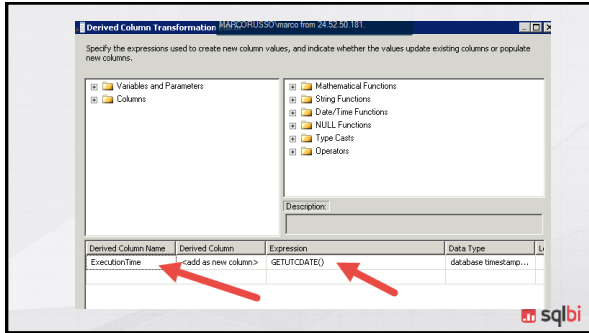 Derived Column Transformation
MARCORUSSO\marco from 24.52.50.181.
Specify the expressions used to create new column values, and indicate whether the values update existing columns or populate
new columns.
Variables and Parameters
Columns
Mathematical Functions
String Functions
Date/Time Functions
NULL Functions
Type Casts
Operators
Description:
Derived Column Name Derived Column Expression Data Type
ExecutionTime <add as new column> GETUTCDATE() database timestamp...
sqlbi